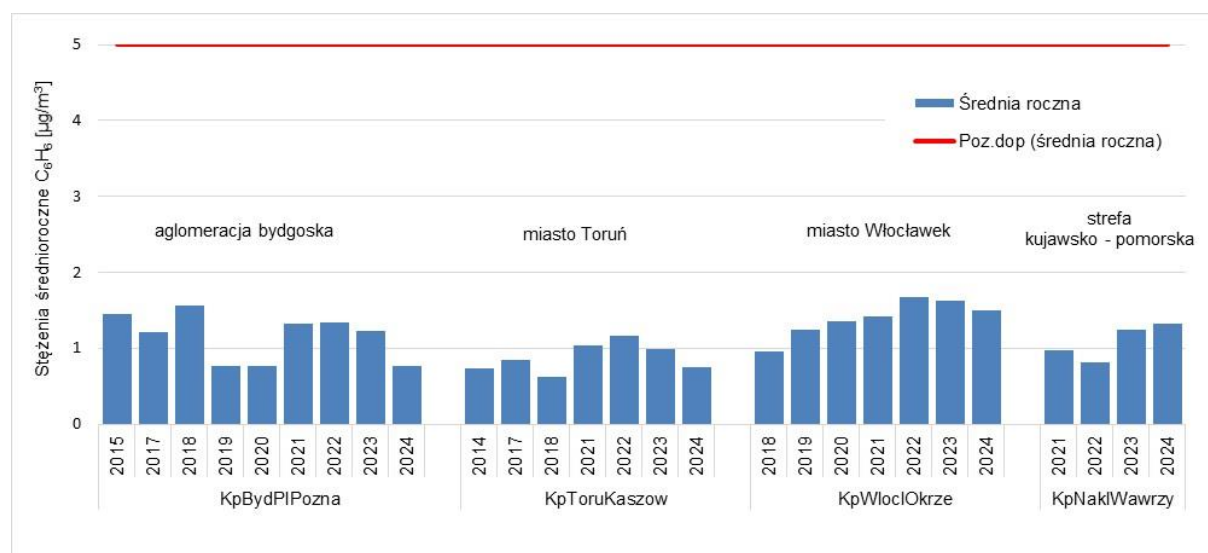 Stężenia średnioroczne C₆H₆ [µg/m³]
5
4
3
2
1
0
Średnia roczna
Poz.dop (średnia roczna)
aglomeracja bydgoska
miasto Toruń
miasto Włocławek
strefa
kujawsko - pomorska
2015 2017 2018 2019 2020 2021 2022 2023 2024
2014 2017 2018 2021 2022 2023 2024
2018 2019 2020 2021 2022 2023 2024
2021 2022 2023 2024
KpBydPlPozna
KpToruKaszow
KpWloclOkrze
KpNaklWawrzy